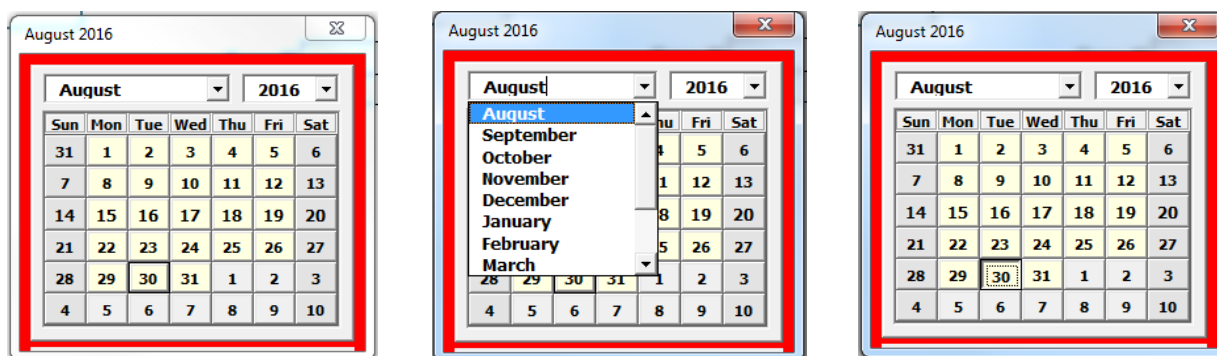 August 2016
August 2016
Sun Mon Tue Wed Thu Fri Sat
31 1 2 3 4 5 6
7 8 9 10 11 12 13
14 15 16 17 18 19 20
21 22 23 24 25 26 27
28 29 30 31 1 2 3
4 5 6 7 8 9 10
August 2016
August 2016
August
September
October
November
December
January
February
March
Fri Sat
5 6
12 13
19 20
26 27
28 29 30 31 1 2 3
4 5 6 7 8 9 10
August 2016
August 2016
Sun Mon Tue Wed Thu Fri Sat
31 1 2 3 4 5 6
7 8 9 10 11 12 13
14 15 16 17 18 19 20
21 22 23 24 25 26 27
28 29 30 31 1 2 3
4 5 6 7 8 9 10